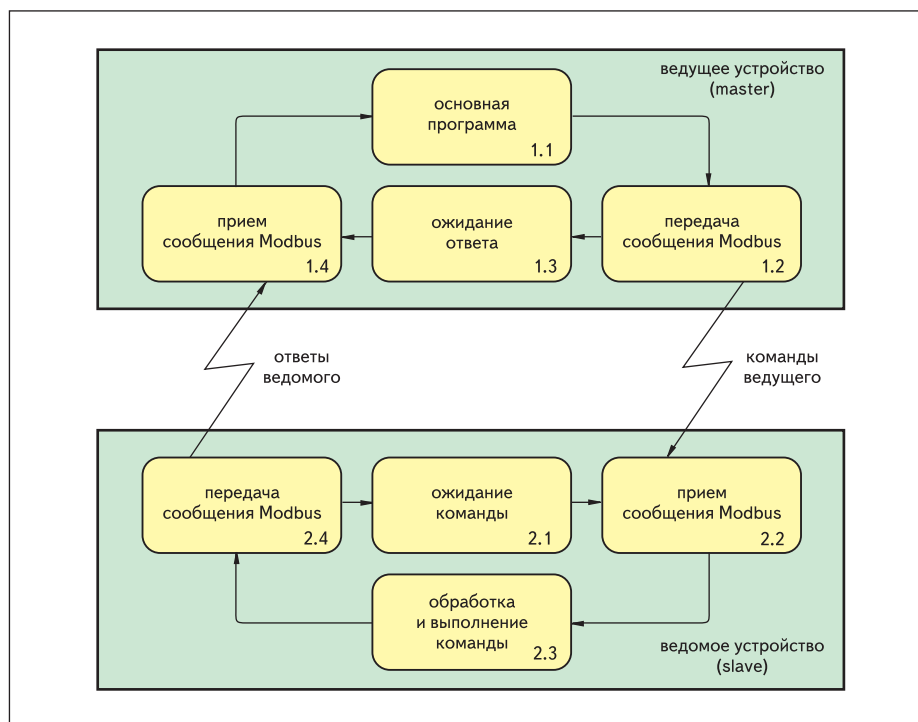 ведущее устройство
(master)
основная
программа
1.1
прием
сообщения Modbus
1.4
ожидание
ответа
1.3
передача
сообщения Modbus
1.2
ответы
ведомого
команды
ведущего
передача
сообщения Modbus
2.4
ожидание
команды
2.1
прием
сообщения Modbus
2.2
обработка
и выполнение
команды
2.3
ведомое устройство
(slave)